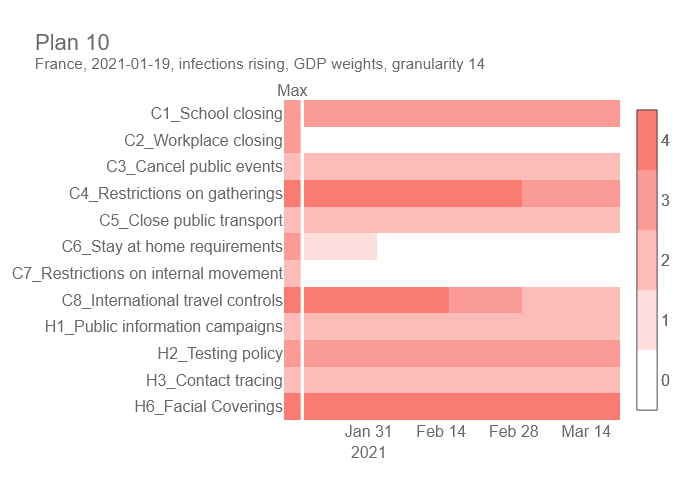 Plan 10
France, 2021-01-19, infections rising, GDP weights, granularity 14
Max
C1_School closing
C2_Workplace closing
C3_Cancel public events
C4_Restrictions on gatherings
C5_Close public transport
C6_Stay at home requirements
C7_Restrictions on internal movement
C8_International travel controls
H1_Public information campaigns
H2_Testing policy
H3_Contact tracing
H6_Facial Coverings
Jan 31 Feb 14 Feb 28 Mar 14
2021
4
3
2
1
0